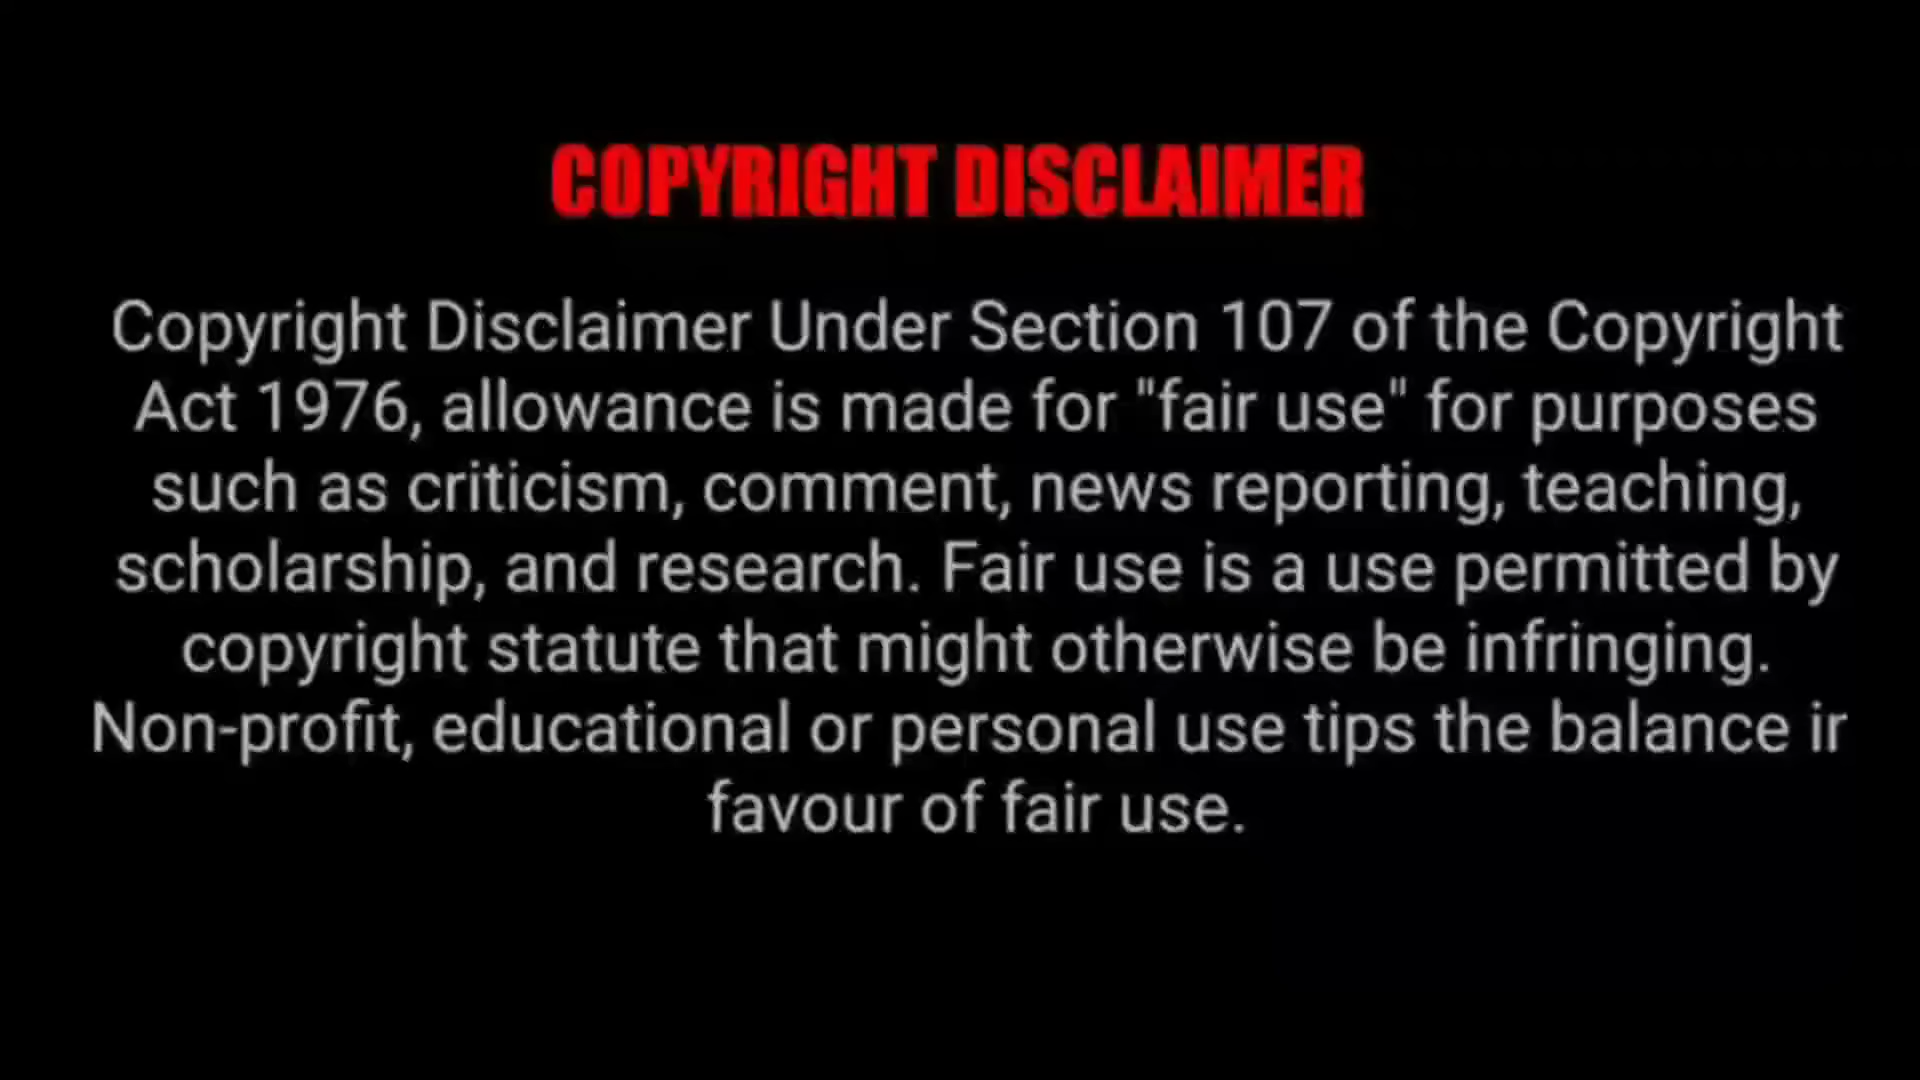 COPYRIGHT DISCLAIMER
Copyright Disclaimer Under Section 107 of the Copyright
Act 1976, allowance is made for "fair use" for purposes
such as criticism, comment, news reporting, teaching,
scholarship, and research. Fair use is a use permitted by
copyright statute that might otherwise be infringing.
Non-profit, educational or personal use tips the balance ir
favour of fair use.